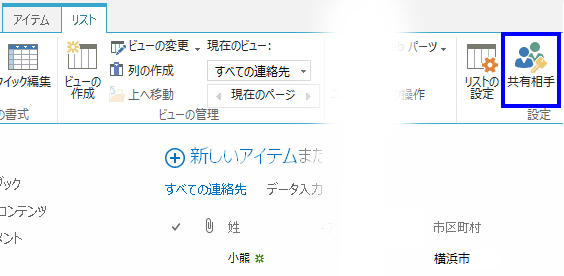 アイテム リスト
クイック編集 ビューの作成 ビューの変更 現在のビュー: パーツ リストの設定 共有相手
列の作成 すべての連絡先
上へ移動 現在のページ 操作
の書式 ビューの管理 設定
新しいアイテムまた
ブック すべての連絡先 データ入力
コンテンツ 姓 市区町村
メント
小熊 横浜市